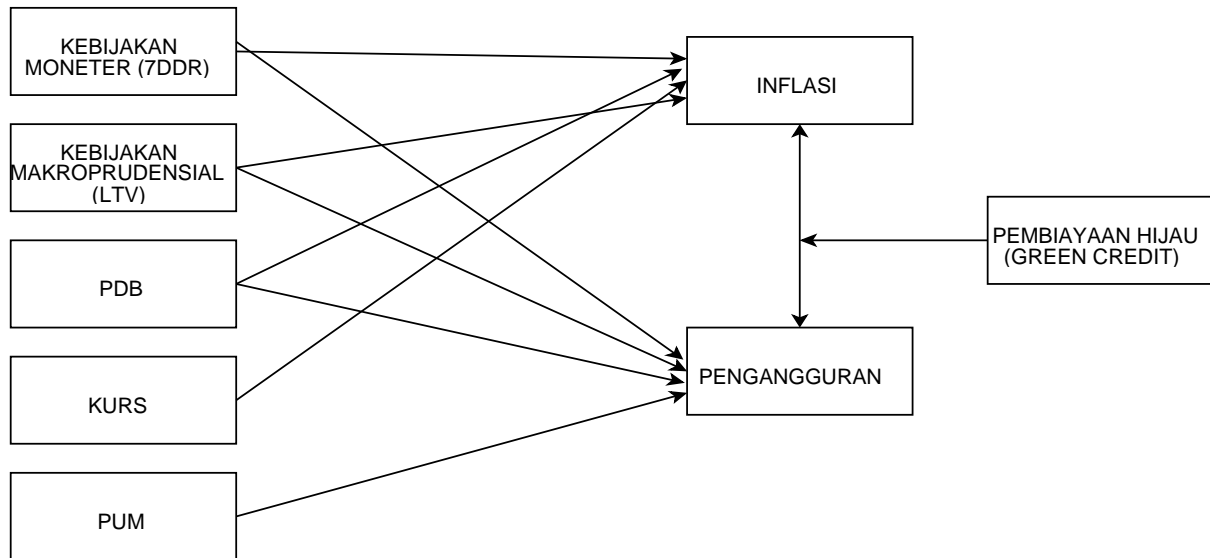 KEBIJAKAN
MONETER (7DDR)
KEBIJAKAN
MAKROPRUDENSIAL
(LTV)
PDB
KURS
PUM
INFLASI
PENGANGGURAN
PEMBIAYAAN HIJAU
(GREEN CREDIT)